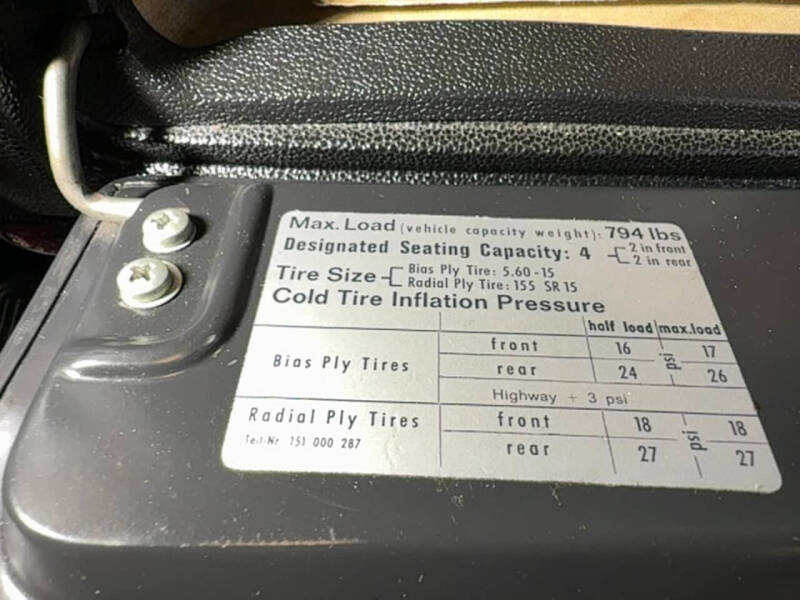 Max. Load (vehicle capacity weight): 794 lbs
Designated Seating Capacity: 4 2 in front
2 in rear
Tire Size Bias Ply Tire: 5.60-15
Radial Ply Tire: 155 SR 15
Cold Tire Inflation Pressure
half load max. load
Bias Ply Tires front 16 psi 17
rear 24 26
Highway + 3 psi
Radial Ply Tires front 18 psi 18
Teil-Nr. 151 000 287 rear 27 27